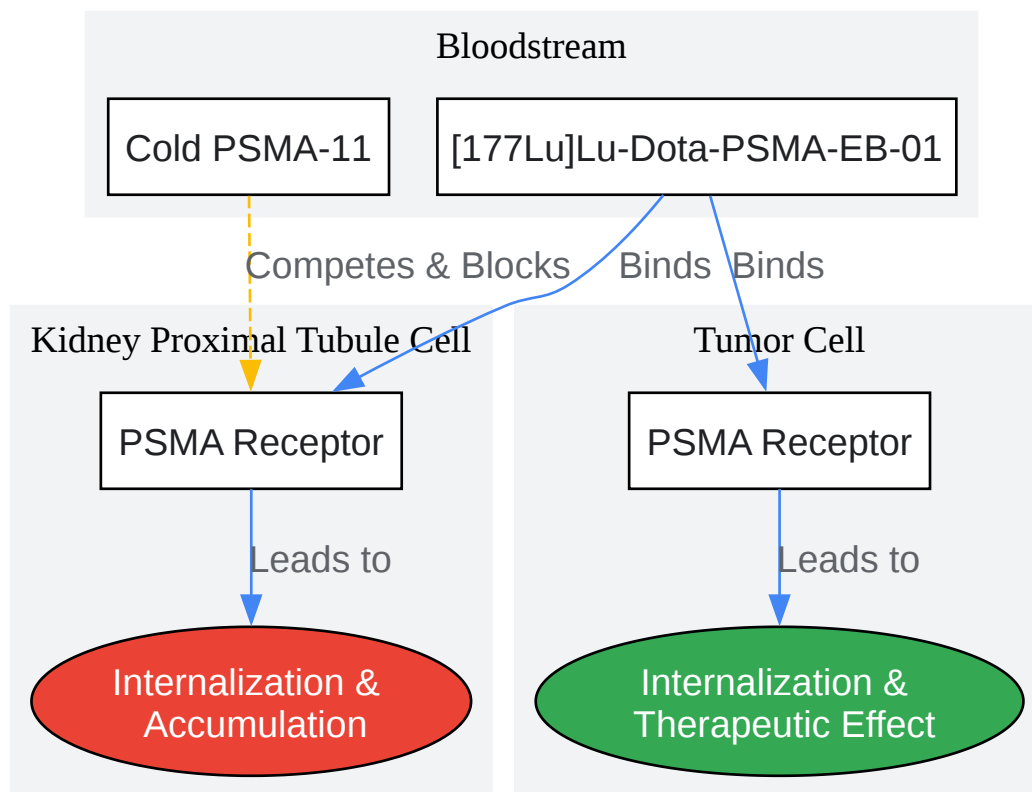 Bloodstream
Cold PSMA-11
[177Lu]Lu-Dota-PSMA-EB-01
Competes & Blocks
Binds
Binds
Kidney Proximal Tubule Cell
Tumor Cell
PSMA Receptor
PSMA Receptor
Leads to
Leads to
Internalization &
Accumulation
Internalization &
Therapeutic Effect